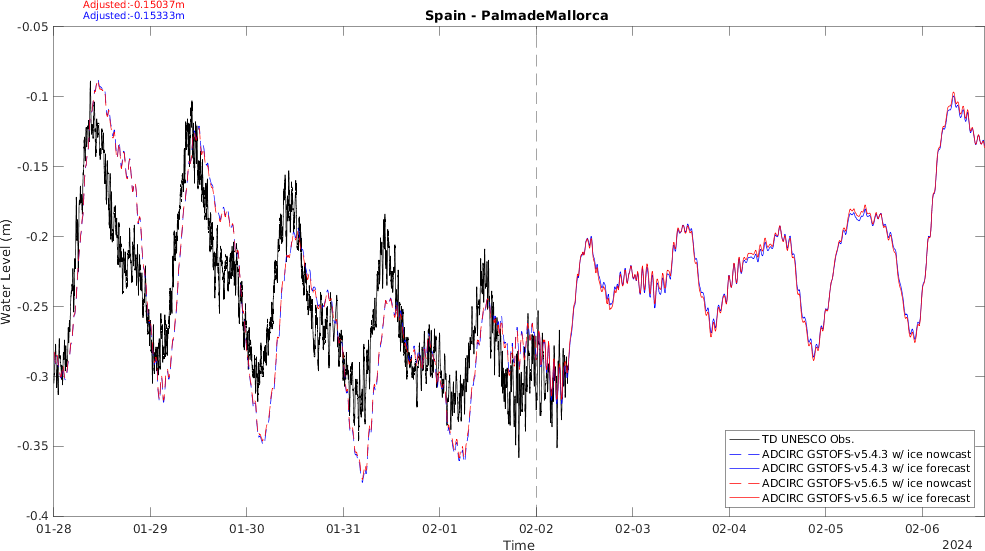 Adjusted:-0.15037m
Adjusted:-0.15333m
Spain - PalmadeMallorca
Water Level (m)
-0.05
-0.1
-0.15
-0.2
-0.25
-0.3
-0.35
-0.4
TD UNESCO Obs.
ADCIRC GSTOFS-v5.4.3 w/ ice nowcast
ADCIRC GSTOFS-v5.4.3 w/ ice forecast
ADCIRC GSTOFS-v5.6.5 w/ ice nowcast
ADCIRC GSTOFS-v5.6.5 w/ ice forecast
01-28 01-29 01-30 01-31 02-01 02-02 02-03 02-04 02-05 02-06
Time
2024